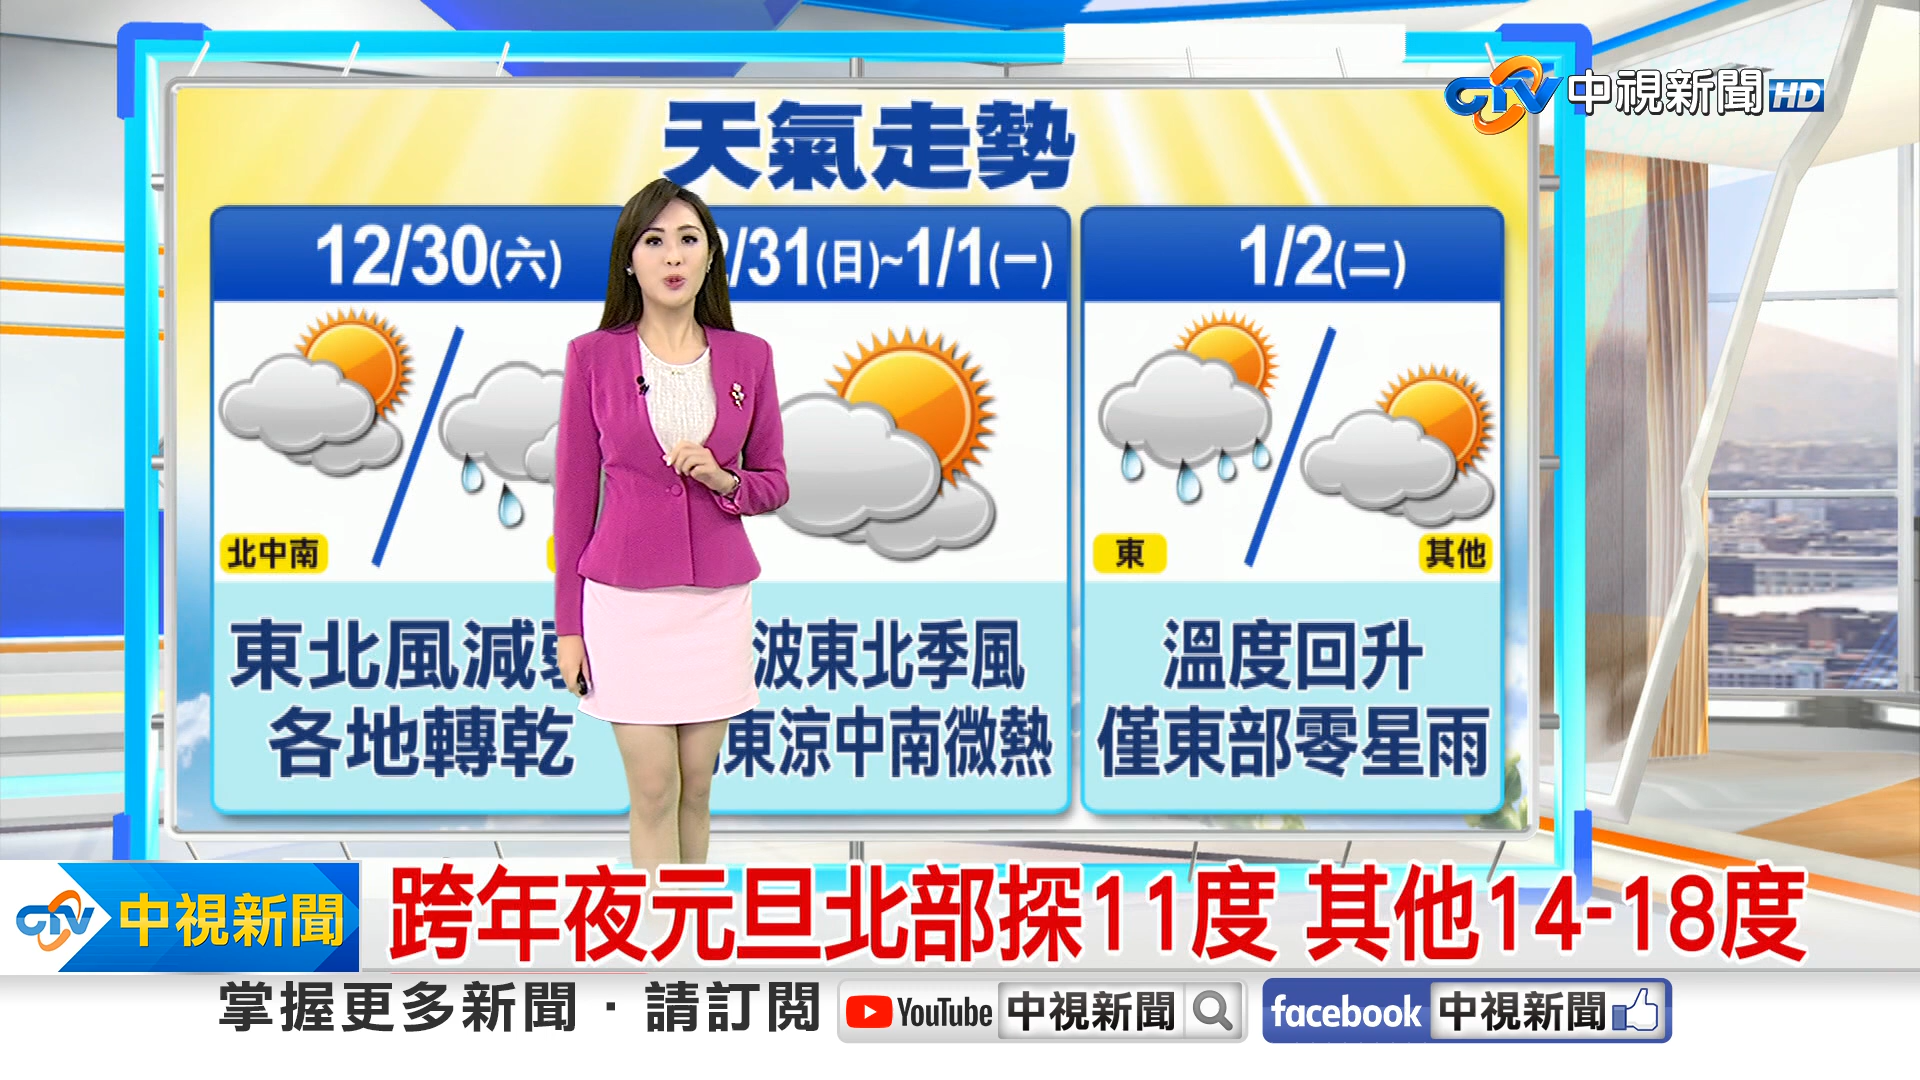 天氣走勢
CTV 中視新聞 HD
12/30(六)
/31(日)~1/1(一)
1/2(二)
北中南
東
其他
東北風減
各地轉乾
波東北季風
東涼中南微熱
溫度回升
僅東部零星雨
CTV 中視新聞
跨年夜元旦北部探11度 其他14-18度
掌握更多新聞·請訂閱
YouTube 中視新聞
facebook 中視新聞